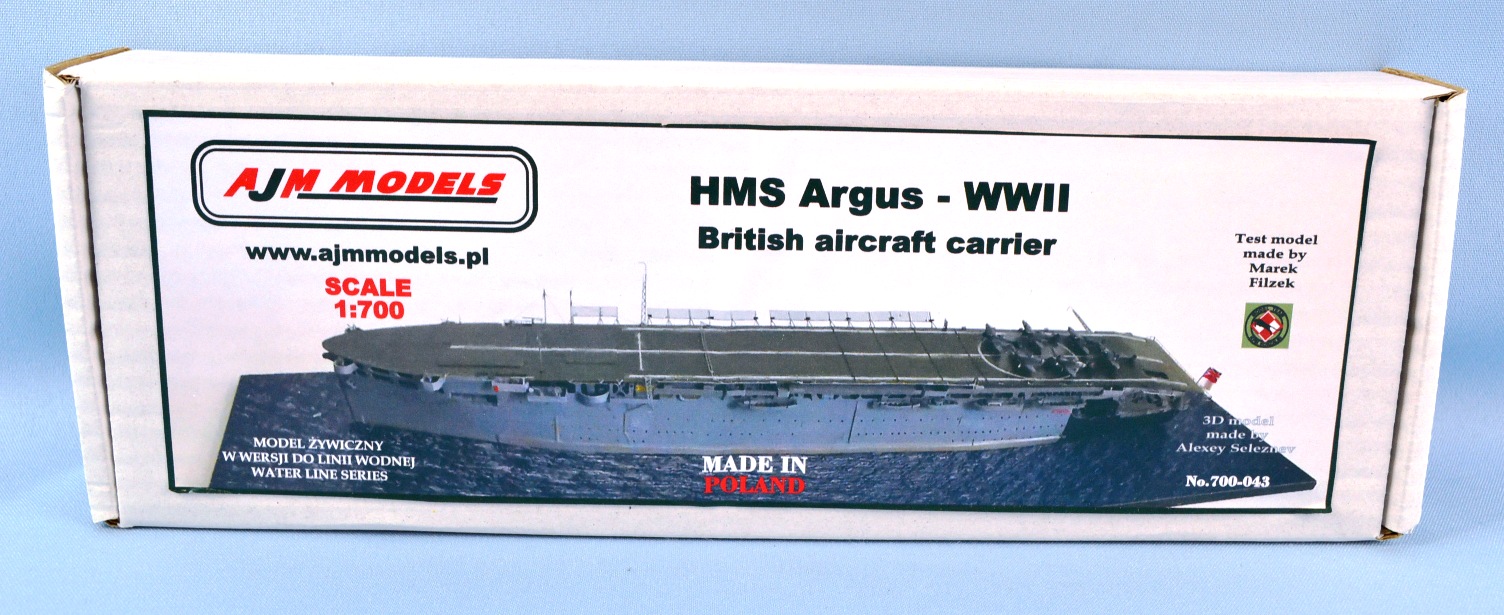 AJM MODELS
www.ajmmodels.pl
SCALE
1:700
HMS Argus - WWII
British aircraft carrier
Test model
made by
Marek
Filzek
MODEL ŻYWICZNY
W WERSJI DO LINII WODNEJ
WATER LINE SERIES
MADE IN
POLAND
3D model
made by
Alexey Seleznev
No.700-043